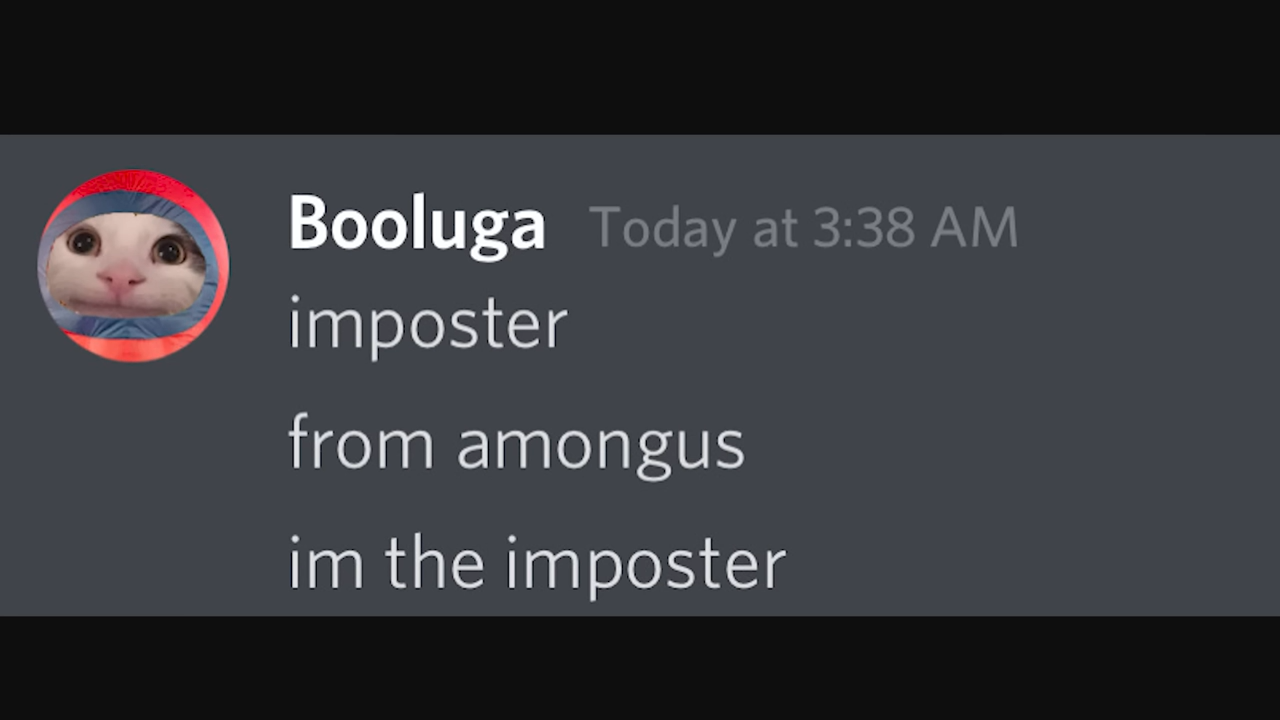 Booluga Today at 3:38 AM
imposter
from amongus
im the imposter